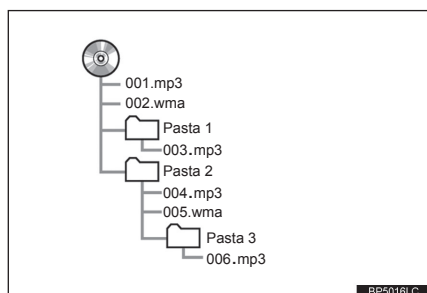 001.mp3
002.wma
Pasta 1
003.mp3
Pasta 2
004.mp3
005.wma
Pasta 3
006.mp3
BP5016LC